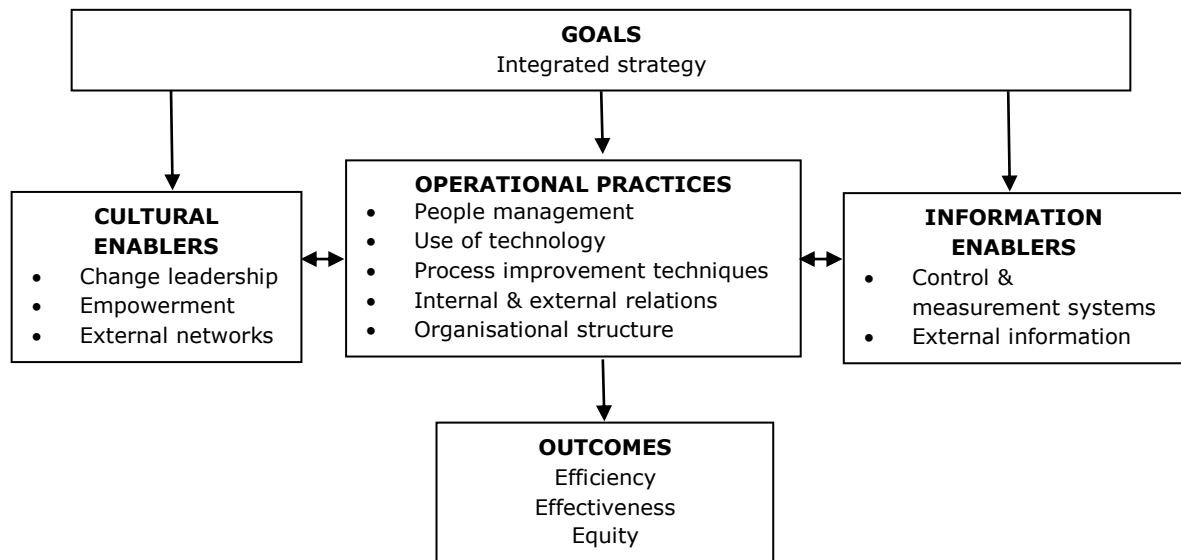 GOALS
Integrated strategy
CULTURAL
ENABLERS
• Change leadership
• Empowerment
• External networks
OPERATIONAL PRACTICES
• People management
• Use of technology
• Process improvement techniques
• Internal & external relations
• Organisational structure
INFORMATION
ENABLERS
• Control &
measurement systems
• External information
OUTCOMES
Efficiency
Effectiveness
Equity